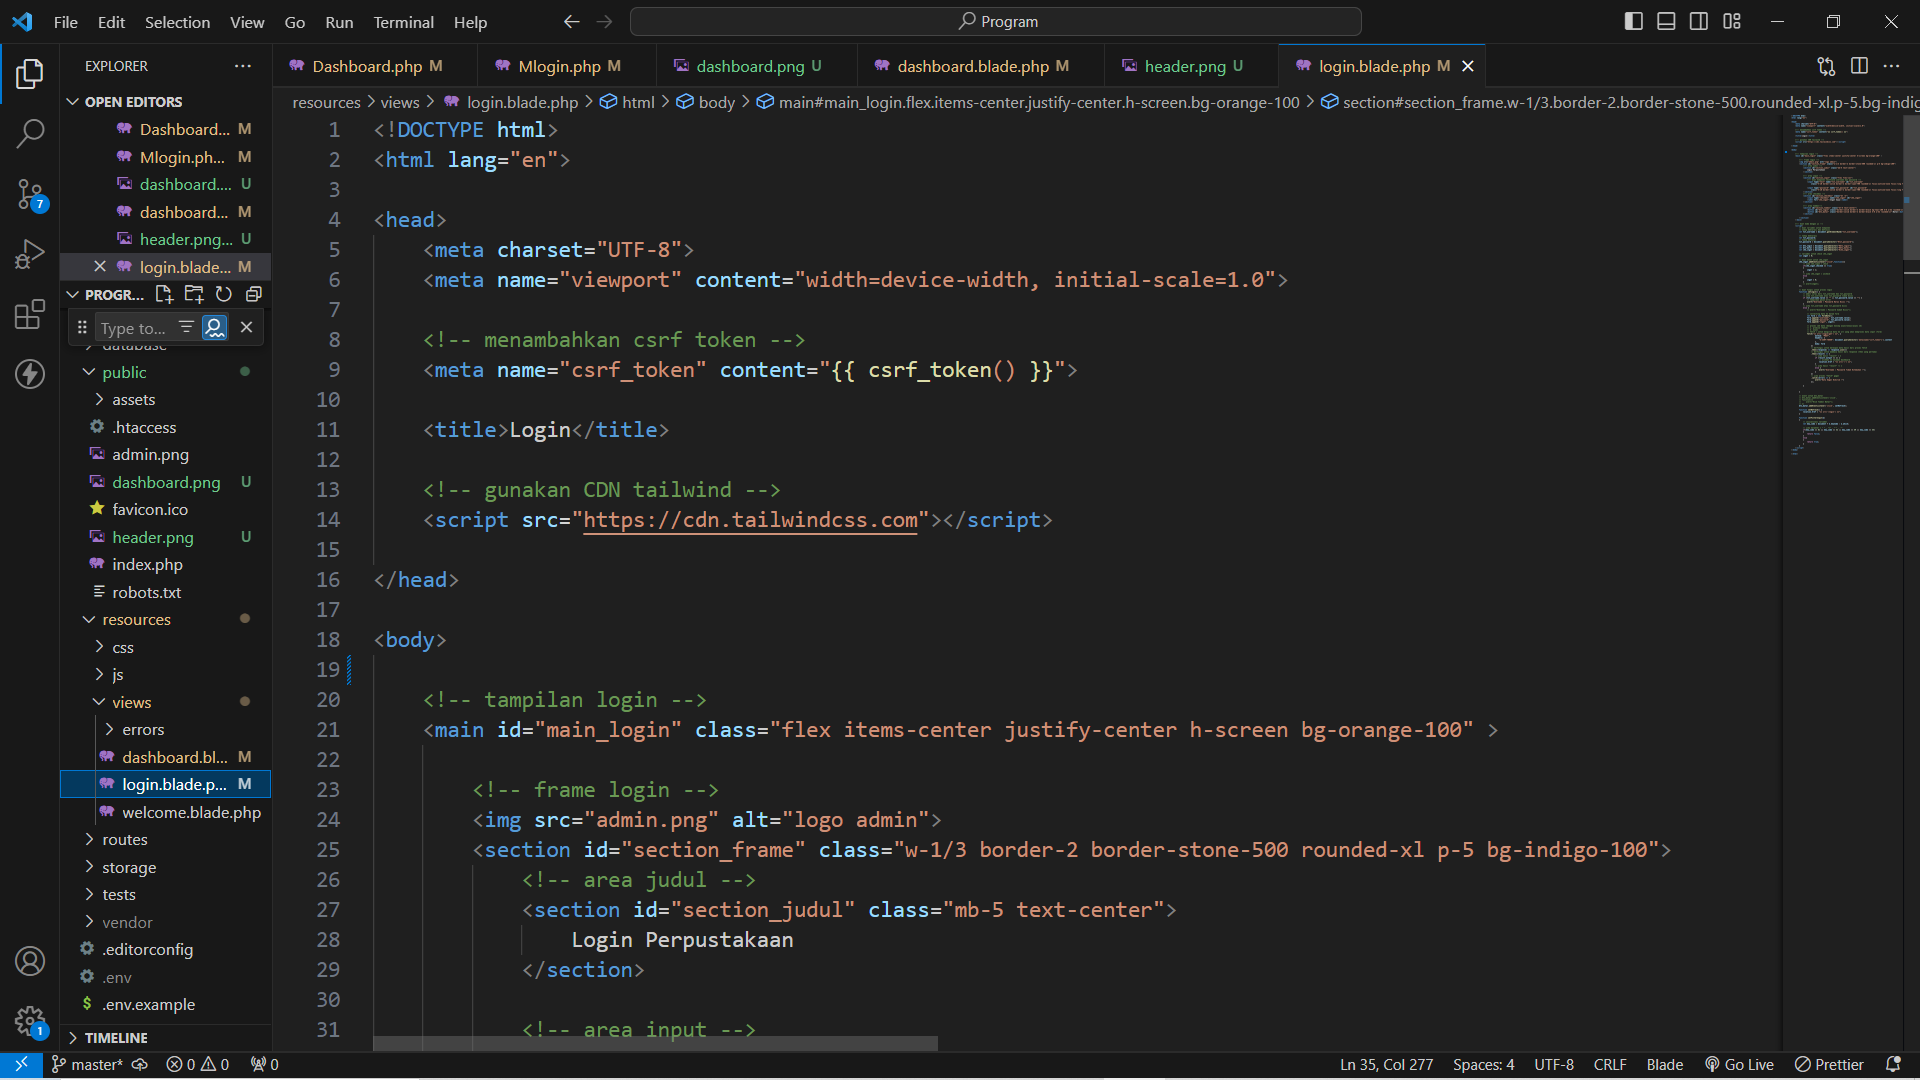 File Edit Selection View Go Run Terminal Help
Program
EXPLORER
OPEN EDITORS
Dashboard... M
Mlogin.ph... M
dashboard.... U
dashboard... M
header.png... U
login.blade... M
PROGR...
Type to...
database
public
assets
.htaccess
admin.png
dashboard.png U
favicon.ico
header.png U
index.php
robots.txt
resources
css
js
views
errors
dashboard.bl... M
login.blade.p... M
welcome.blade.php
routes
storage
tests
vendor
.editorconfig
.env
.env.example
TIMELINE
7
1
Dashboard.php M
Mlogin.php M
dashboard.png U
dashboard.blade.php M
header.png U
login.blade.php M
resources > views > login.blade.php > html > body > main#main_login.flex.items-center.justify-center.h-screen.bg-orange-100 > section#section_frame.w-1/3.border-2.border-stone-500.rounded-xl.p-5.bg-indig
1 <!DOCTYPE html>
2 <html lang="en">
3
4 <head>
5 <meta charset="UTF-8">
6 <meta name="viewport" content="width=device-width, initial-scale=1.0">
7
8 <!-- menambahkan csrf token -->
9 <meta name="csrf_token" content="{{ csrf_token() }}">
10
11 <title>Login</title>
12
13 <!-- gunakan CDN tailwind -->
14 <script src="https://cdn.tailwindcss.com"></script>
15
16 </head>
17
18 <body>
19
20 <!-- tampilan login -->
21 <main id="main_login" class="flex items-center justify-center h-screen bg-orange-100" >
22
23 <!-- frame login -->
24 <img src="admin.png" alt="logo admin">
25 <section id="section_frame" class="w-1/3 border-2 border-stone-500 rounded-xl p-5 bg-indigo-100">
26 <!-- area judul -->
27 <section id="section_judul" class="mb-5 text-center">
28 Login Perpustakaan
29 </section>
30
31 <!-- area input -->
master* 0 0 0
Ln 35, Col 277 Spaces: 4 UTF-8 CRLF Blade Go Live Prettier